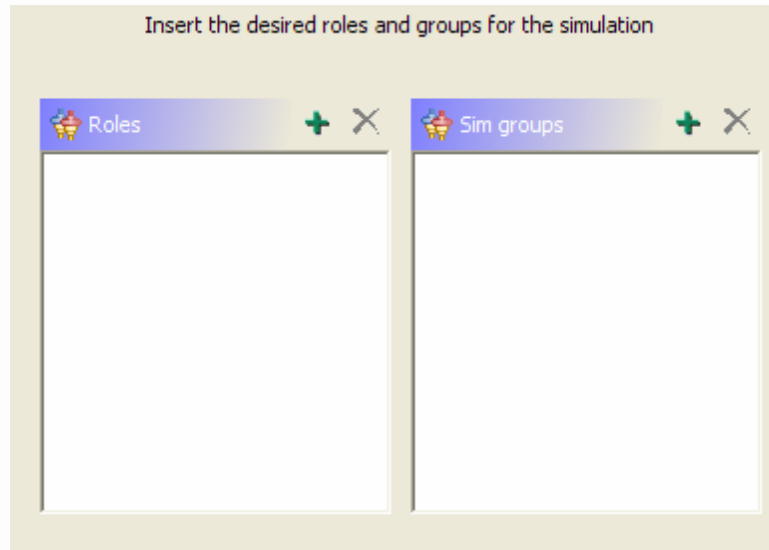 Insert the desired roles and groups for the simulation
Roles
Sim groups